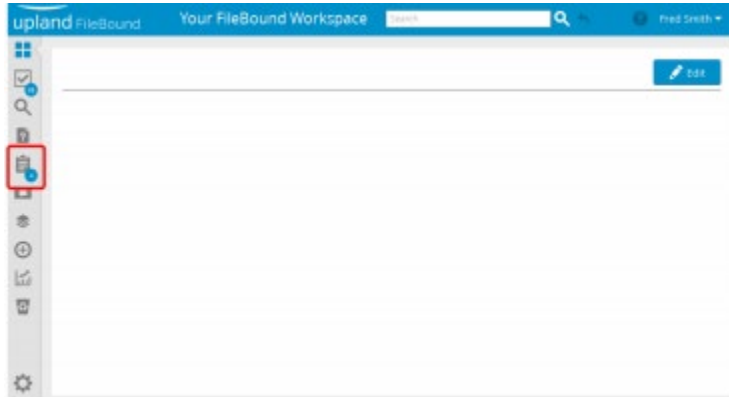 upland FileBound
Your FileBound Workspace
Search
Fred Smith
Edit